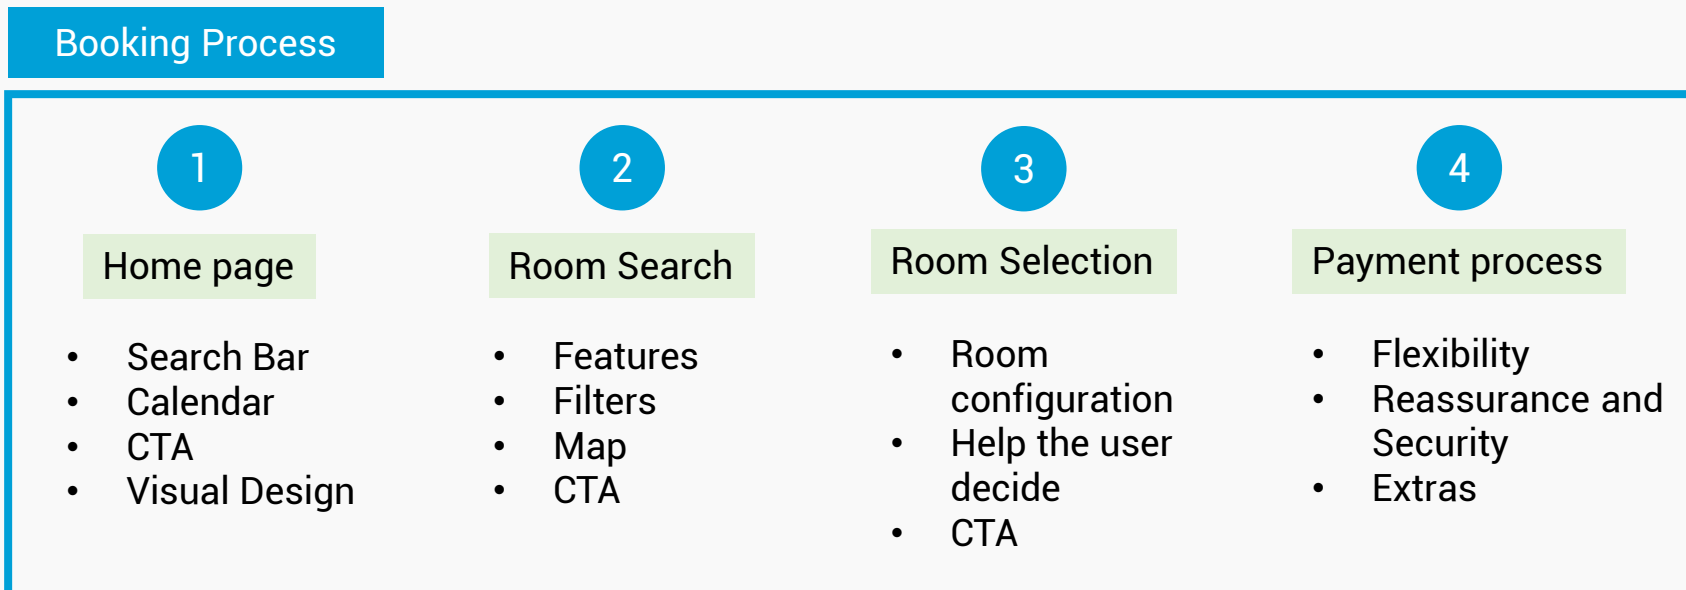 Booking Process
1
Home page
• Search Bar
• Calendar
• CTA
• Visual Design
2
Room Search
• Features
• Filters
• Map
• CTA
3
Room Selection
• Room
configuration
• Help the user
decide
• CTA
4
Payment process
• Flexibility
• Reassurance and
Security
• Extras